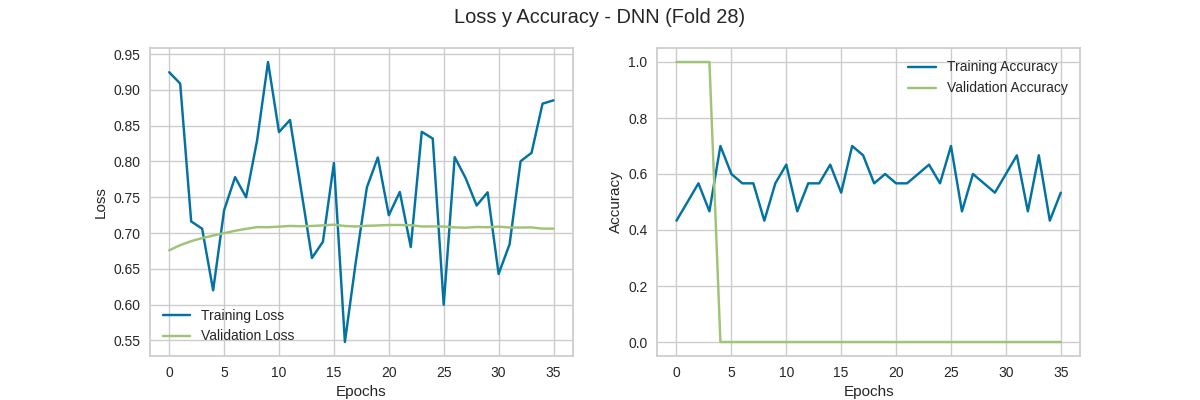 Loss y Accuracy - DNN (Fold 28)
0.95
0.90
0.85
0.80
0.75
0.70
0.65
0.60
0.55
Loss
Training Loss
Validation Loss
0 5 10 15 20 25 30 35
Epochs
1.0
0.8
0.6
0.4
0.2
0.0
Accuracy
Training Accuracy
Validation Accuracy
0 5 10 15 20 25 30 35
Epochs